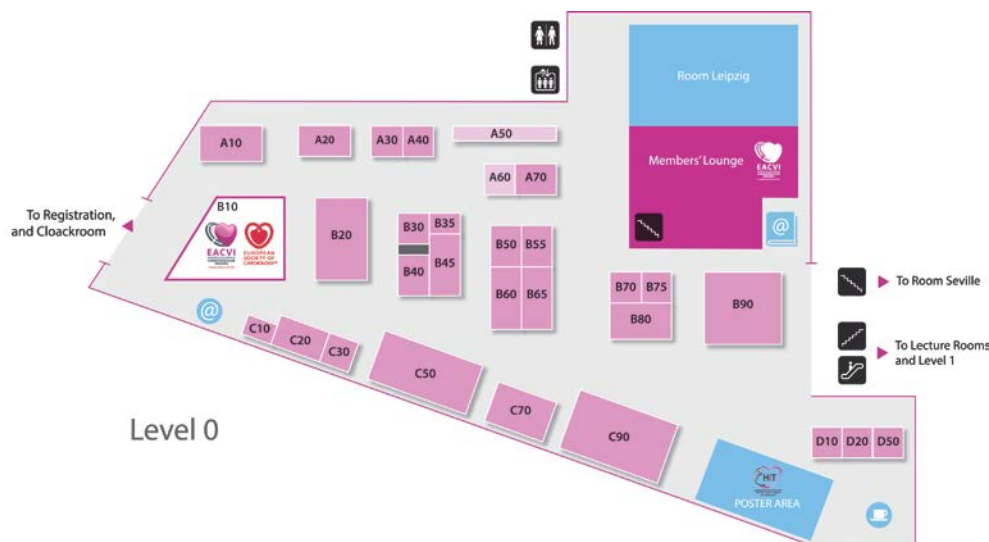 Room Leipzig
A50
A10
A20
A30
A40
Members' Lounge
EACVI
A60
A70
B10
To Registration,
and Cloackroom
EACVI
EUROPEAN
SOCIETY OF
CARDIOLOGY
B20
B30
B35
B40
B45
B50
B55
B60
B65
B70
B75
B80
B90
@
@
To Room Seville
To Lecture Rooms
and Level 1
C10
C20
C30
C50
C70
C90
Level 0
D10
D20
D50
HIT
POSTER AREA